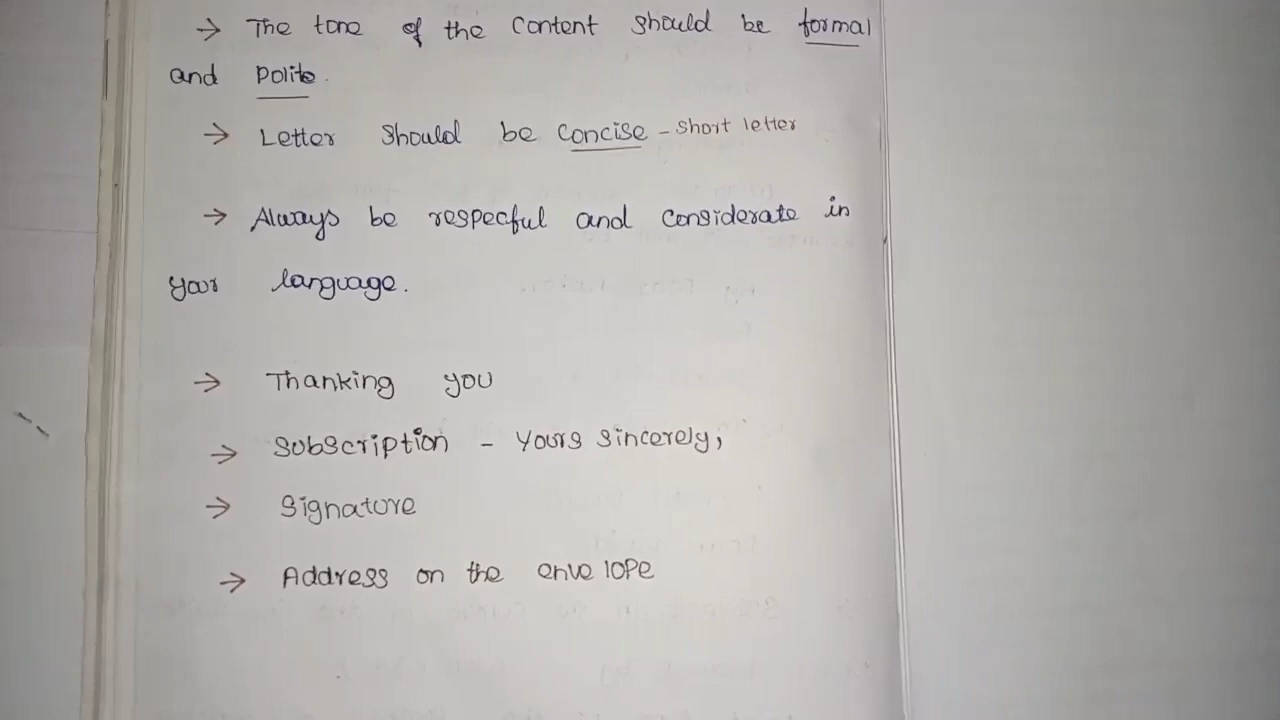 → The tone of the content should be formal
and polite.
→ Letter should be concise - short letter
→ Always be respecful and considerate in
your language.
→ Thanking you
→ Subscription - Yours sincerely,
→ Signature
→ Address on the envelope